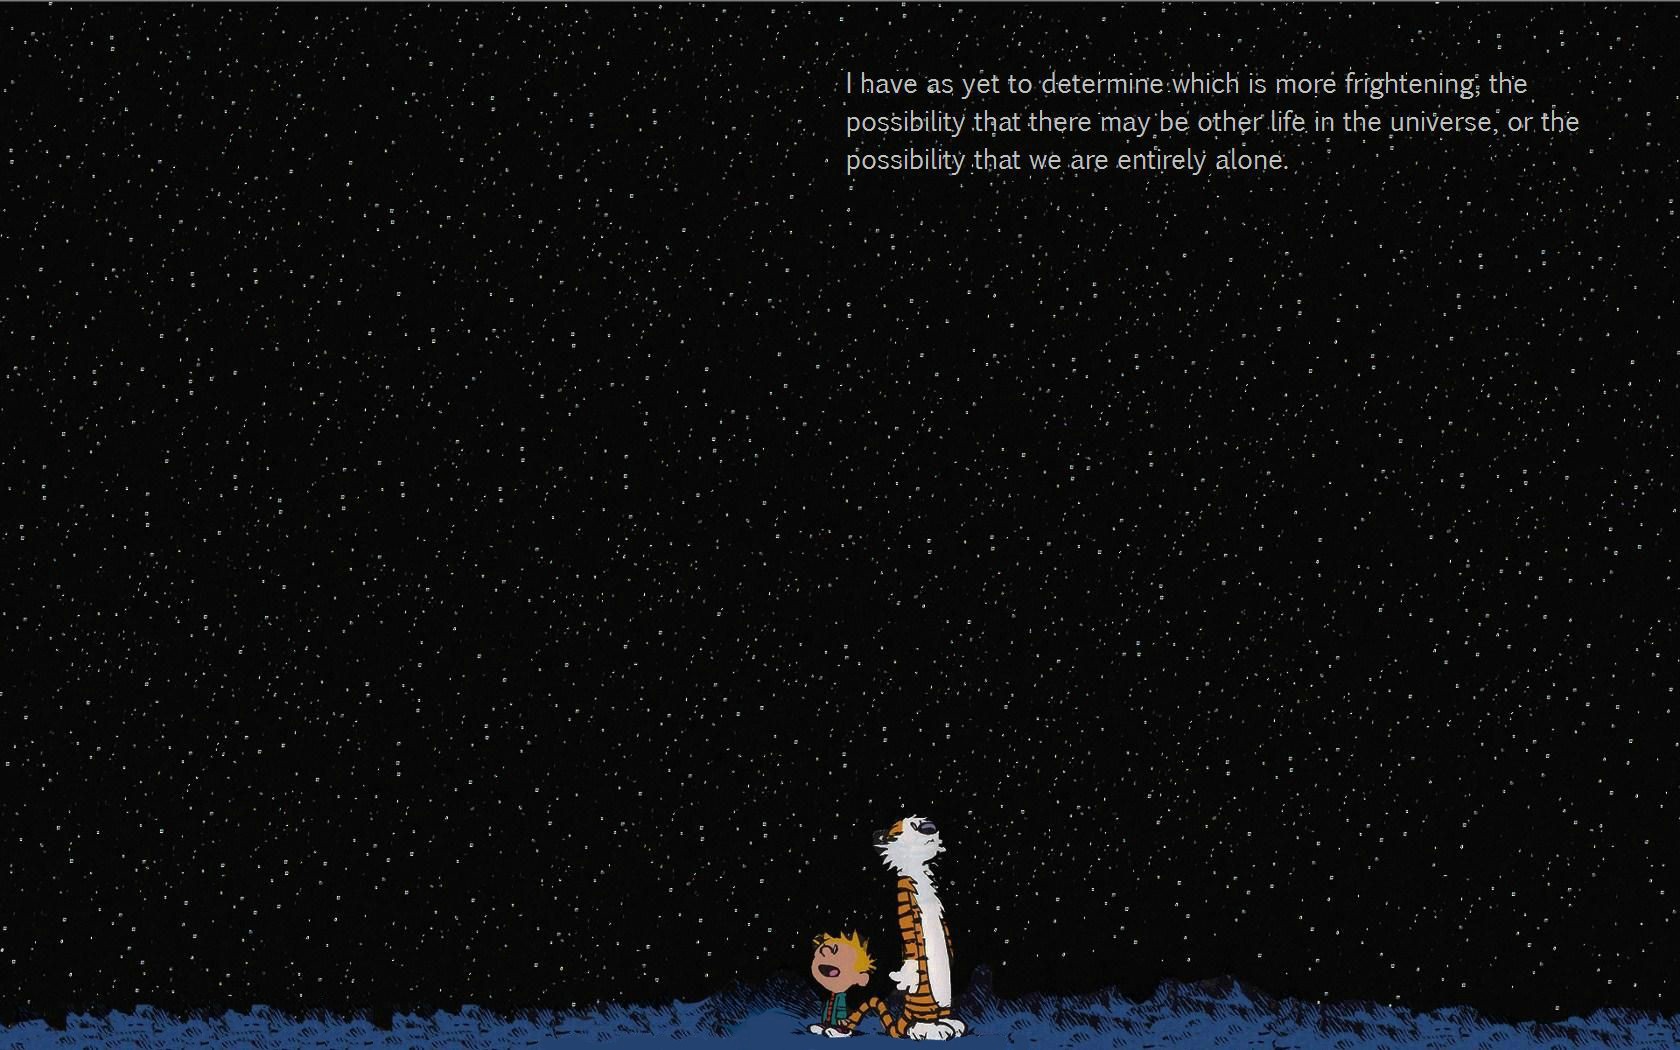 I have as yet to determine which is more frightening; the
possibility that there may be other life in the universe, or the
possibility that we are entirely alone.